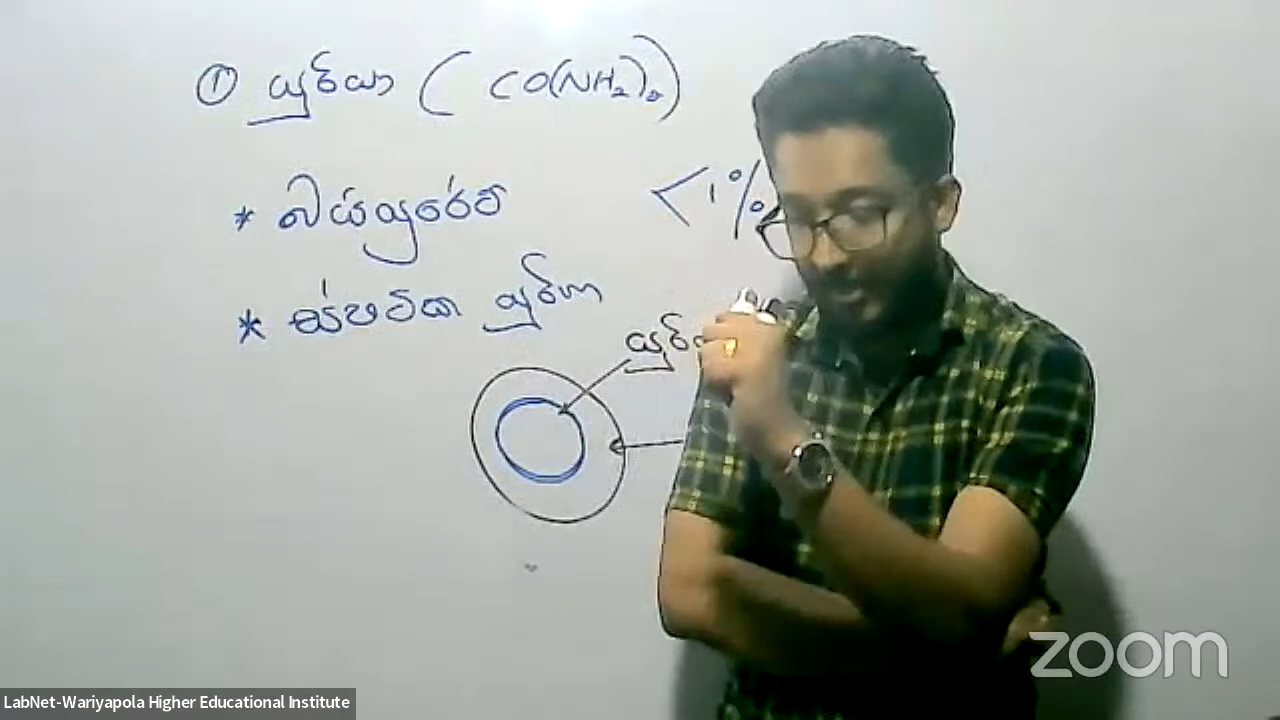 ① යුරියා ( CO(NH₂)₂)
* බයියුරේට් <1%
* ස්ඵටික යුරියා
zoom
LabNet-Wariyapola Higher Educational Institute